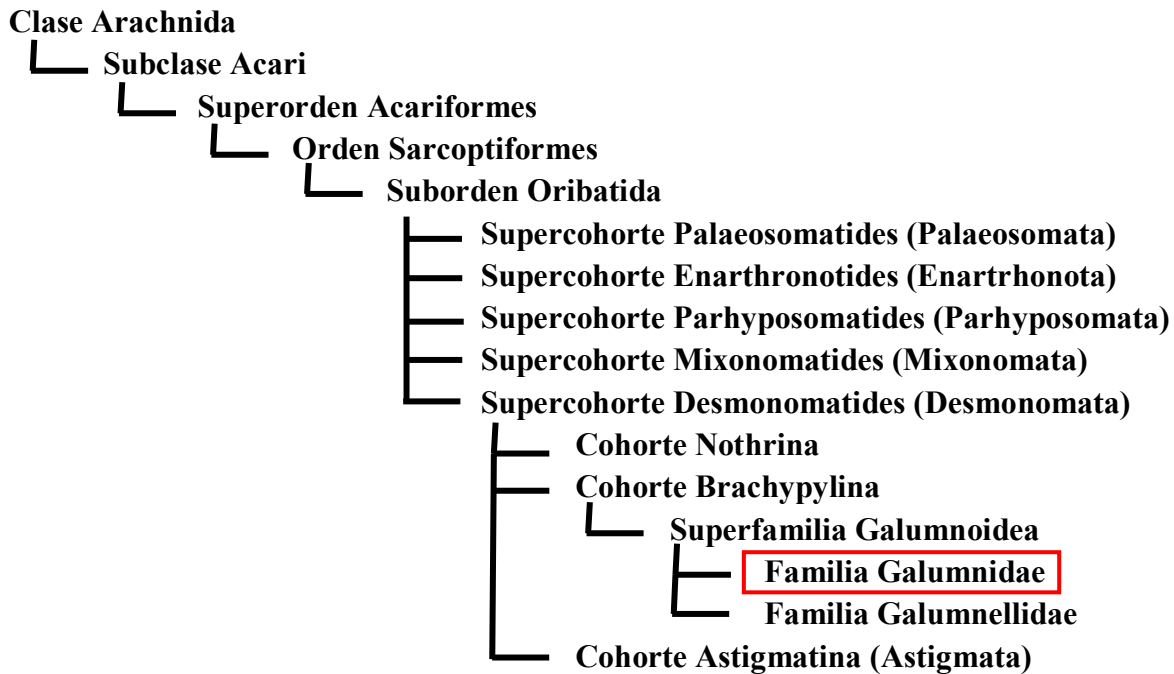 Clase Arachnida
Subclase Acari
Superorden Acariformes
Orden Sarcoptiformes
Suborden Oribatida
Supercohorte Palaeosomatides (Palaeosomata)
Supercohorte Enarthronotides (Enartrhonota)
Supercohorte Parhyposomatides (Parhyposomata)
Supercohorte Mixonomatides (Mixonomata)
Supercohorte Desmonomatides (Desmonomata)
Cohorte Nothrina
Cohorte Brachypylina
Superfamilia Galumnoidea
Familia Galumnidae
Familia Galumnellidae
Cohorte Astigmatina (Astigmata)